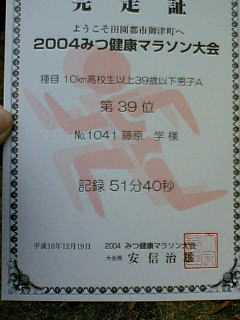 完走証
ようこそ田園都市御津町へ
2004みつ健康マラソン大会
種目 10km高校生以上39歳以下男子A
第 39 位
No.1041 藤原 学 様
記録 51分40秒
平成16年12月19日
2004 みつ健康マラソン大会
大会長 安信治雄